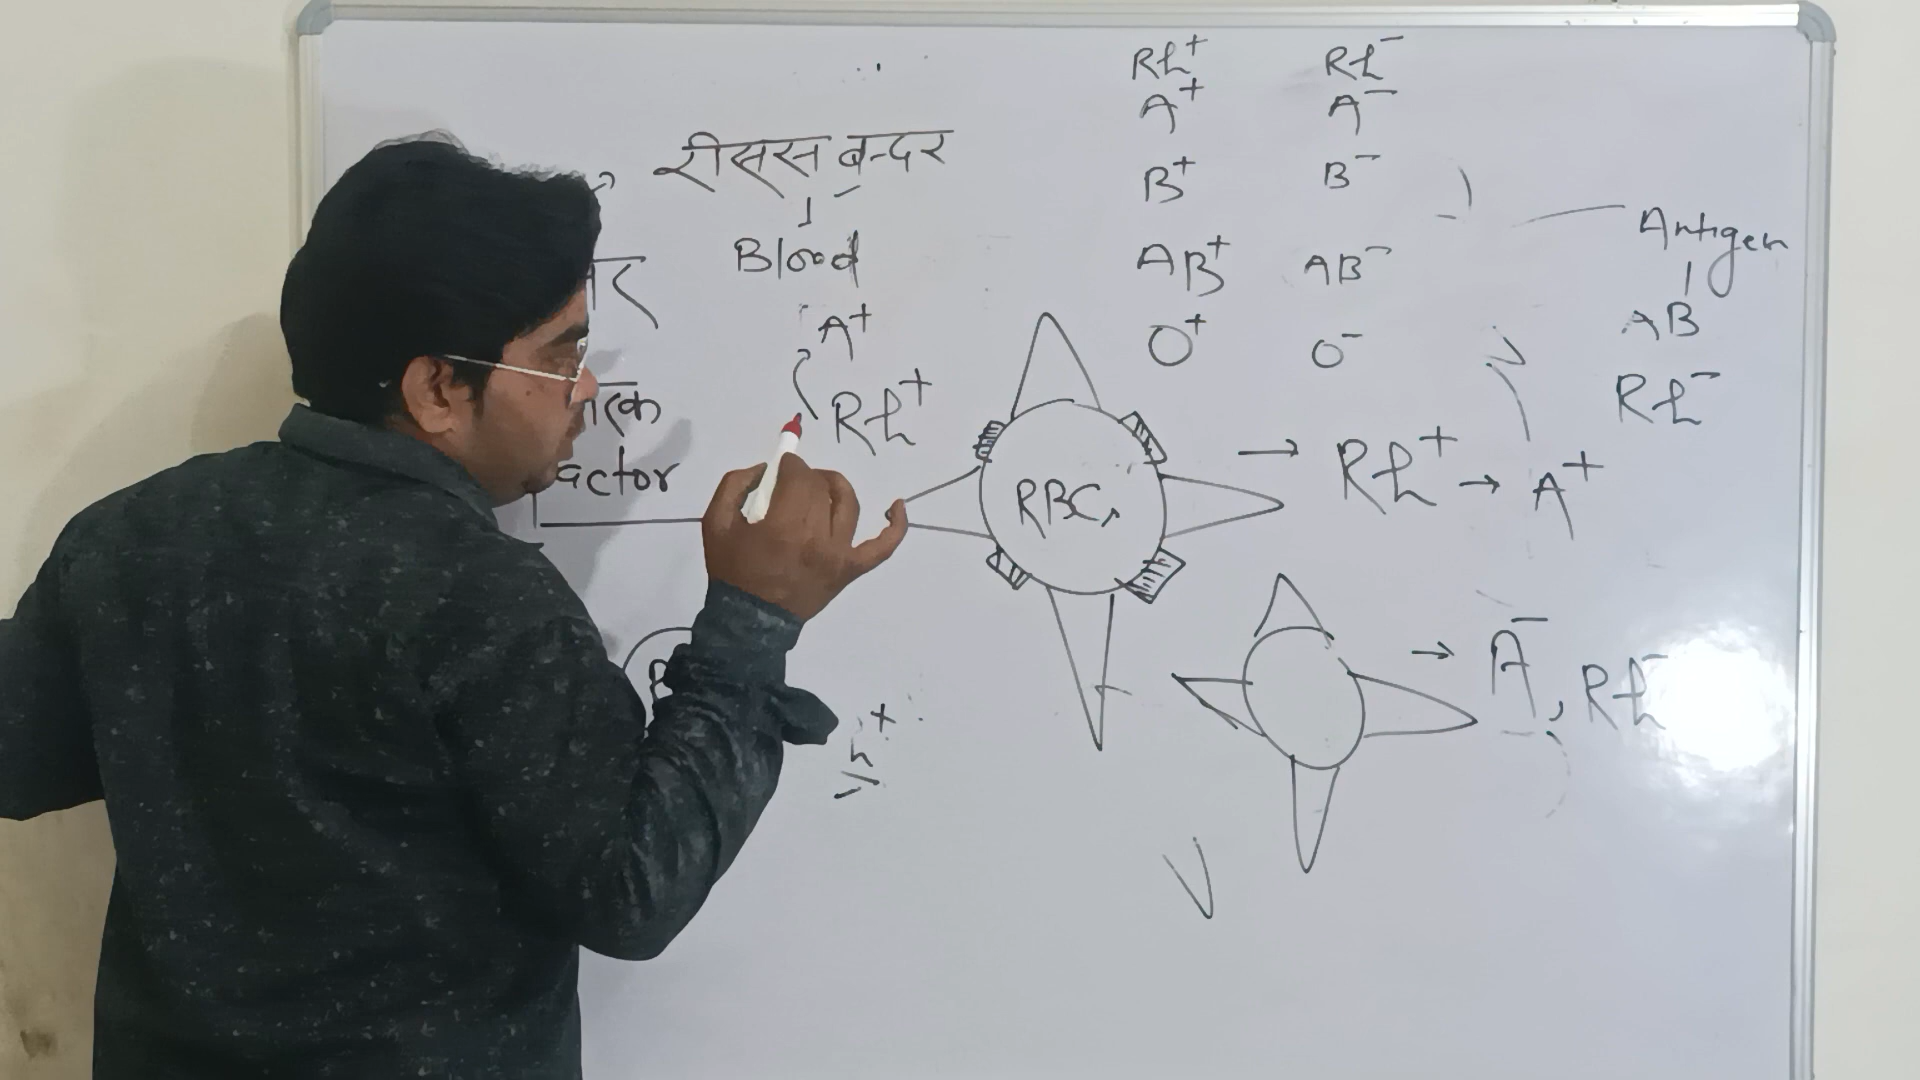 रीसस बन्दर
Blood
A+
Rh+
actor
RBC
Rh+ Rh-
A+ A-
B+ B-
AB+ AB-
O+ O-
Antigen
AB
Rh-
→ Rh+ → A+
→ A-, Rh-